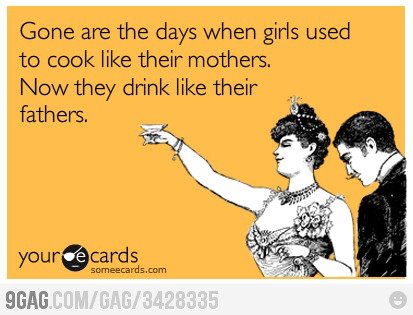 Gone are the days when girls used
to cook like their mothers.
Now they drink like their
fathers.
your e cards
someecards.com
9GAG.COM/GAG/3428335